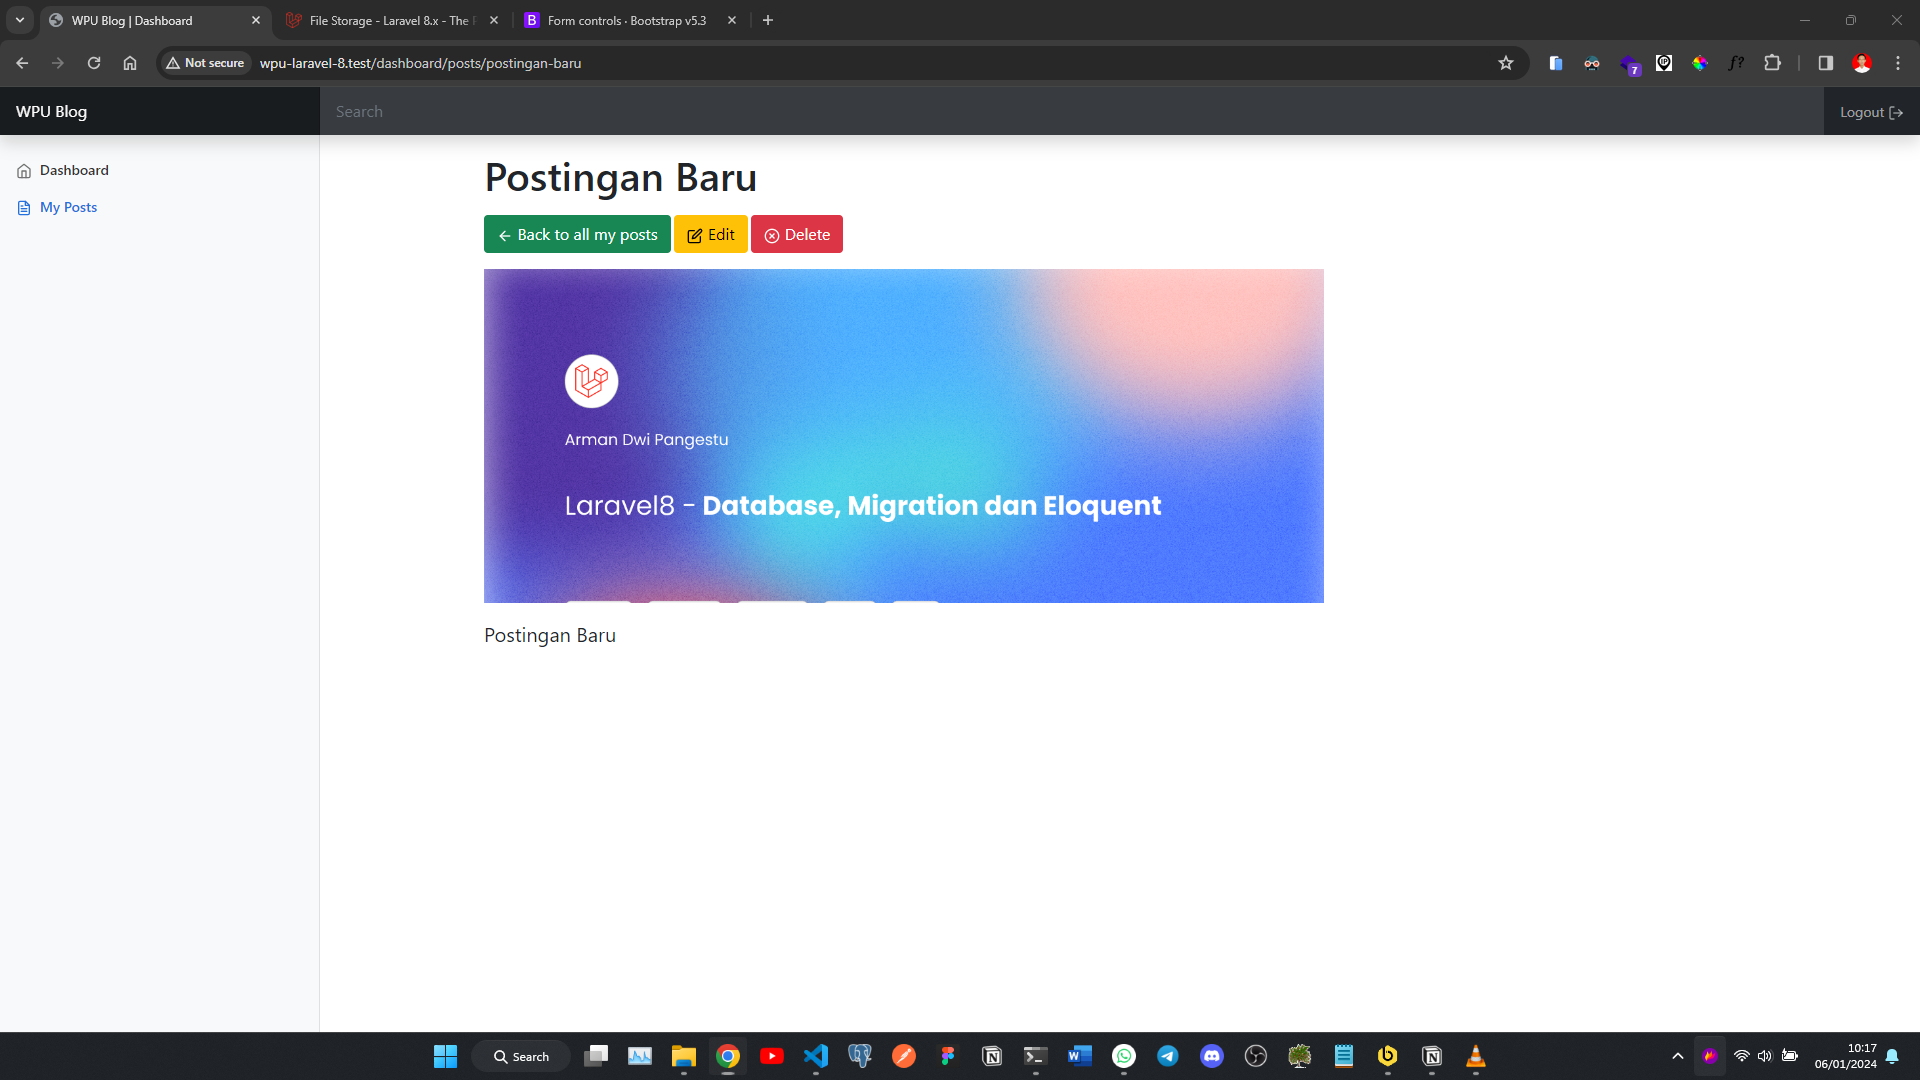 WPU Blog | Dashboard
File Storage - Laravel 8.x - The
Form controls · Bootstrap v5.3
Not secure
wpu-laravel-8.test/dashboard/posts/postingan-baru
f?
7
WPU Blog
Search
Logout
Dashboard
My Posts
Postingan Baru
Back to all my posts
Edit
Delete
Arman Dwi Pangestu
Laravel8 - Database, Migration dan Eloquent
Postingan Baru
Search
10:17
06/01/2024